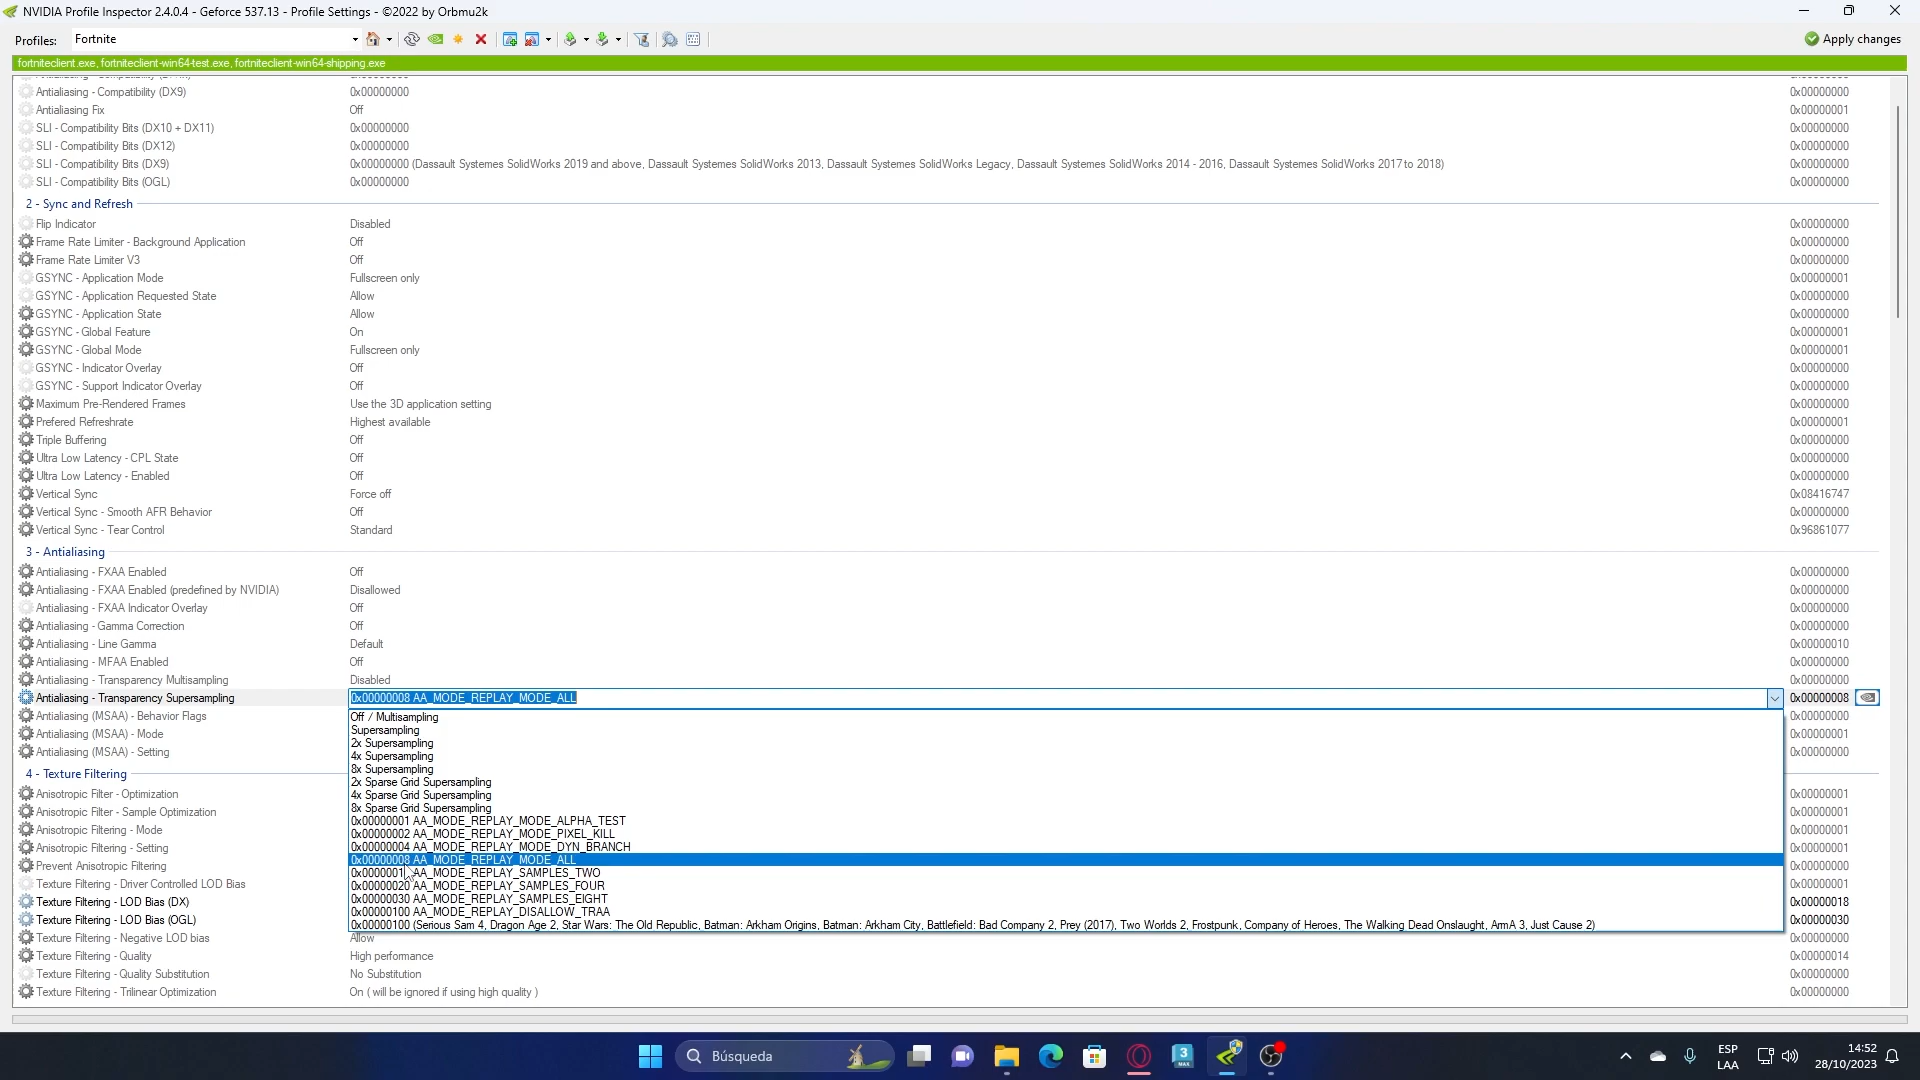 NVIDIA Profile Inspector 2.4.0.4 - Geforce 537.13 - Profile Settings - ©2022 by Orbmu2k
Profiles: Fortnite Apply changes
fortniteclient.exe, fortniteclient-win64-test.exe, fortniteclient-win64-shipping.exe
Antialiasing - Compatibility (DX9) 0x00000000 0x00000000
Antialiasing Fix Off 0x00000001
SLI - Compatibility Bits (DX10 + DX11) 0x00000000 0x00000000
SLI - Compatibility Bits (DX12) 0x00000000 0x00000000
SLI - Compatibility Bits (DX9) 0x00000000 (Dassault Systemes SolidWorks 2019 and above, Dassault Systemes SolidWorks 2013, Dassault Systemes SolidWorks Legacy, Dassault Systemes SolidWorks 2014 - 2016, Dassault Systemes SolidWorks 2017 to 2018) 0x00000000
SLI - Compatibility Bits (OGL) 0x00000000 0x00000000
2 - Sync and Refresh
Flip Indicator Disabled 0x00000000
Frame Rate Limiter - Background Application Off 0x00000000
Frame Rate Limiter V3 Off 0x00000000
GSYNC - Application Mode Fullscreen only 0x00000001
GSYNC - Application Requested State Allow 0x00000000
GSYNC - Application State Allow 0x00000000
GSYNC - Global Feature On 0x00000001
GSYNC - Global Mode Fullscreen only 0x00000001
GSYNC - Indicator Overlay Off 0x00000000
GSYNC - Support Indicator Overlay Off 0x00000000
Maximum Pre-Rendered Frames Use the 3D application setting 0x00000000
Prefered Refreshrate Highest available 0x00000001
Triple Buffering Off 0x00000000
Ultra Low Latency - CPL State Off 0x00000000
Ultra Low Latency - Enabled Off 0x00000000
Vertical Sync Force off 0x08416747
Vertical Sync - Smooth AFR Behavior Off 0x00000000
Vertical Sync - Tear Control Standard 0x96861077
3 - Antialiasing
Antialiasing - FXAA Enabled Off 0x00000000
Antialiasing - FXAA Enabled (predefined by NVIDIA) Disallowed 0x00000000
Antialiasing - FXAA Indicator Overlay Off 0x00000000
Antialiasing - Gamma Correction Off 0x00000000
Antialiasing - Line Gamma Default 0x00000010
Antialiasing - MFAA Enabled Off 0x00000000
Antialiasing - Transparency Multisampling Disabled 0x00000000
Antialiasing - Transparency Supersampling 0x00000008 AA_MODE_REPLAY_MODE_ALL 0x00000008
Antialiasing (MSAA) - Behavior Flags 0x00000000
Antialiasing (MSAA) - Mode 0x00000001
Antialiasing (MSAA) - Setting 0x00000000
Off / Multisampling
Supersampling
2x Supersampling
4x Supersampling
8x Supersampling
2x Sparse Grid Supersampling
4x Sparse Grid Supersampling
8x Sparse Grid Supersampling
0x00000001 AA_MODE_REPLAY_MODE_ALPHA_TEST
0x00000002 AA_MODE_REPLAY_MODE_PIXEL_KILL
0x00000004 AA_MODE_REPLAY_MODE_DYN_BRANCH
0x00000008 AA_MODE_REPLAY_MODE_ALL
0x00000010 AA_MODE_REPLAY_SAMPLES_TWO
0x00000020 AA_MODE_REPLAY_SAMPLES_FOUR
0x00000030 AA_MODE_REPLAY_SAMPLES_EIGHT
0x00000100 AA_MODE_REPLAY_DISALLOW_TRAA
0x00000100 (Serious Sam 4, Dragon Age 2, Star Wars: The Old Republic, Batman: Arkham Origins, Batman: Arkham City, Battlefield: Bad Company 2, Prey (2017), Two Worlds 2, Frostpunk, Company of Heroes, The Walking Dead Onslaught, ArmA 3, Just Cause 2)
4 - Texture Filtering
Anisotropic Filter - Optimization 0x00000001
Anisotropic Filter - Sample Optimization 0x00000001
Anisotropic Filtering - Mode 0x00000001
Anisotropic Filtering - Setting 0x00000001
Prevent Anisotropic Filtering 0x00000000
Texture Filtering - Driver Controlled LOD Bias 0x00000001
Texture Filtering - LOD Bias (DX) 0x00000018
Texture Filtering - LOD Bias (OGL) 0x00000030
Texture Filtering - Negative LOD bias Allow 0x00000000
Texture Filtering - Quality High performance 0x00000014
Texture Filtering - Quality Substitution No Substitution 0x00000000
Texture Filtering - Trilinear Optimization On ( will be ignored if using high quality ) 0x00000000
Búsqueda
3
MAX
ESP
LAA
14:52
28/10/2023